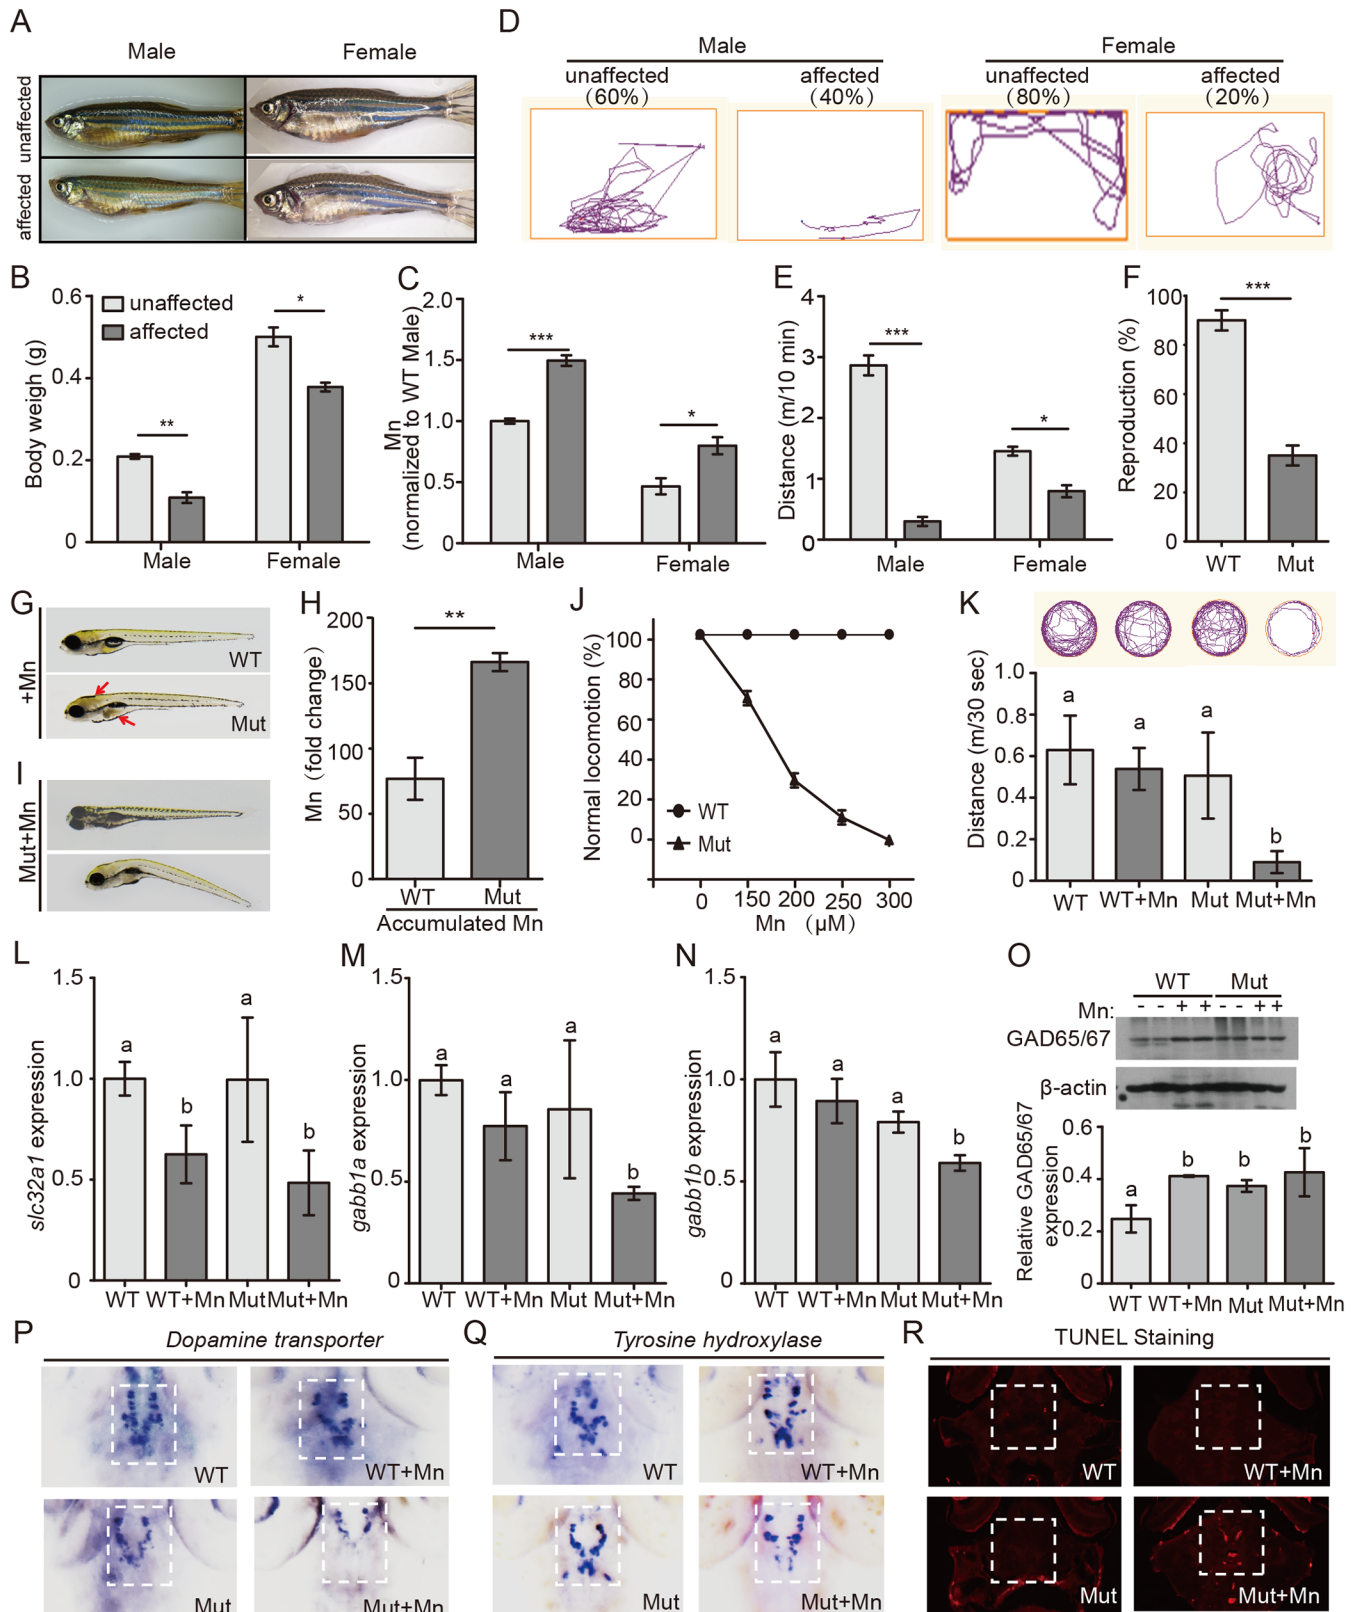 A
Male Female
unaffected
affected
D
Male Female
unaffected affected unaffected affected
(60%) (40%) (80%) (20%)
B
Body weigh (g)
0.6
0.4
0.2
0
unaffected
affected
**
*
Male Female
C
Mn
(normalized to WT Male)
2.0
1.5
1.0
0.5
0
***
*
Male Female
E
Distance (m/10 min)
4
3
2
1
0
***
*
Male Female
F
Reproduction (%)
100
80
60
40
20
0
***
WT Mut
G
+Mn
WT
Mut
H
Mn (fold change)
200
150
100
50
0
**
WT Mut
Accumulated Mn
I
Mut+Mn
J
Normal locomotion (%)
100
80
60
40
20
0
WT
Mut
0 150 200 250 300
Mn (μM)
K
Distance (m/30 sec)
1.0
0.6
0.4
0.2
0
a a a b
WT WT+Mn Mut Mut+Mn
L
slc32a1 expression
1.5
1.0
0.5
0
a b a b
WT WT+Mn Mut Mut+Mn
M
gabb1a expression
1.5
1.0
0.5
0
a a a b
WT WT+Mn Mut Mut+Mn
N
gabb1b expression
1.5
1.0
0.5
0
a a a b
WT WT+Mn Mut Mut+Mn
O
WT Mut
Mn: - - + + - - + +
GAD65/67
β-actin
Relative GAD65/67
expression
0.6
0.4
0.2
0
a b b b
WT WT+Mn Mut Mut+Mn
P
Dopamine transporter
WT WT+Mn
Mut Mut+Mn
Q
Tyrosine hydroxylase
WT WT+Mn
Mut Mut+Mn
R
TUNEL Staining
WT WT+Mn
Mut Mut+Mn